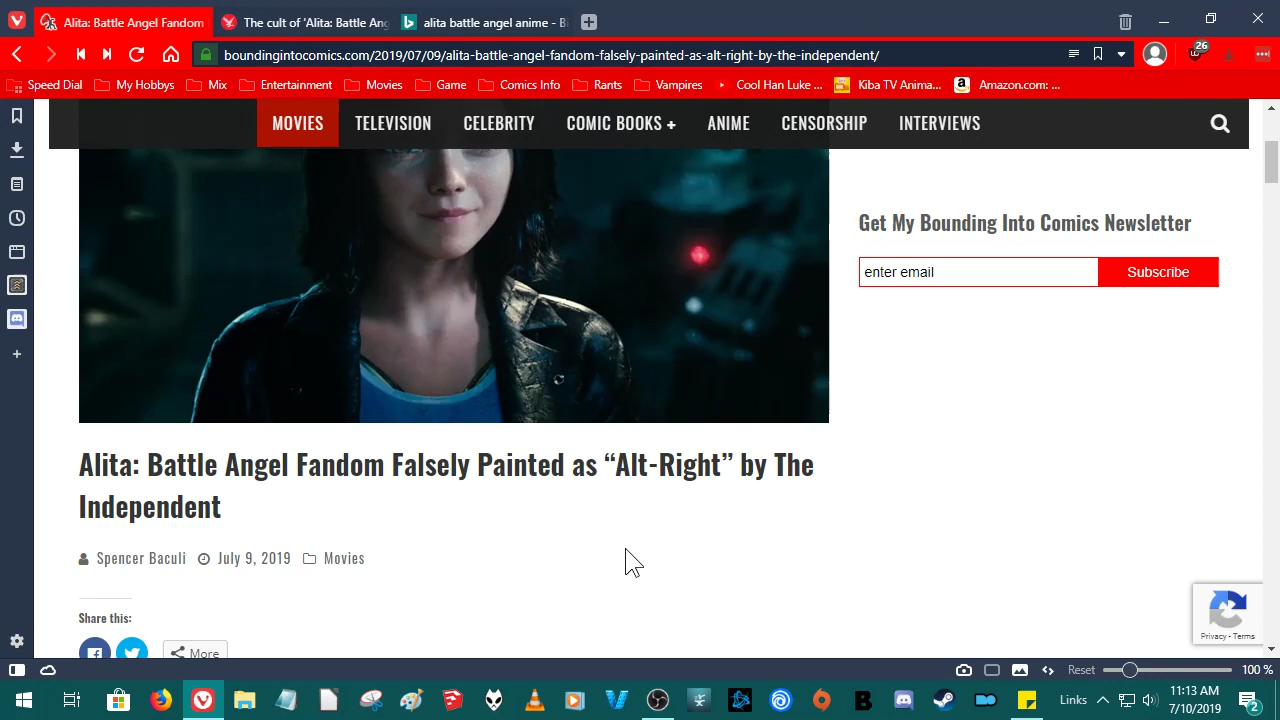 Alita: Battle Angel Fandom
The cult of 'Alita: Battle Ang
alita battle angel anime - Bi
boundingintocomics.com/2019/07/09/alita-battle-angel-fandom-falsely-painted-as-alt-right-by-the-independent/
26
Speed Dial
My Hobbys
Mix
Entertainment
Movies
Game
Comics Info
Rants
Vampires
Cool Han Luke ...
Kiba TV Anima...
Amazon.com: ...
MOVIES
TELEVISION
CELEBRITY
COMIC BOOKS +
ANIME
CENSORSHIP
INTERVIEWS
Get My Bounding Into Comics Newsletter
enter email
Subscribe
Alita: Battle Angel Fandom Falsely Painted as “Alt-Right” by The
Independent
Spencer Baculi
July 9, 2019
Movies
Share this:
More
Privacy - Terms
Reset
100 %
Links
11:13 AM
7/10/2019
2